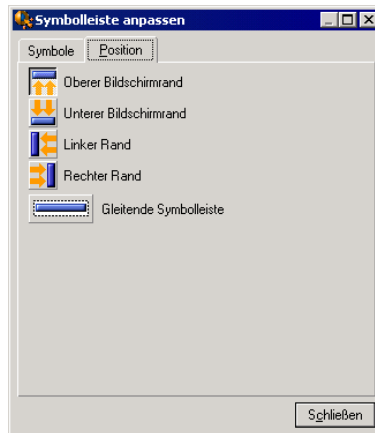 Symbolleiste anpassen
Symbole Position
Oberer Bildschirmrand
Unterer Bildschirmrand
Linker Rand
Rechter Rand
Gleitende Symbolleiste
Schließen